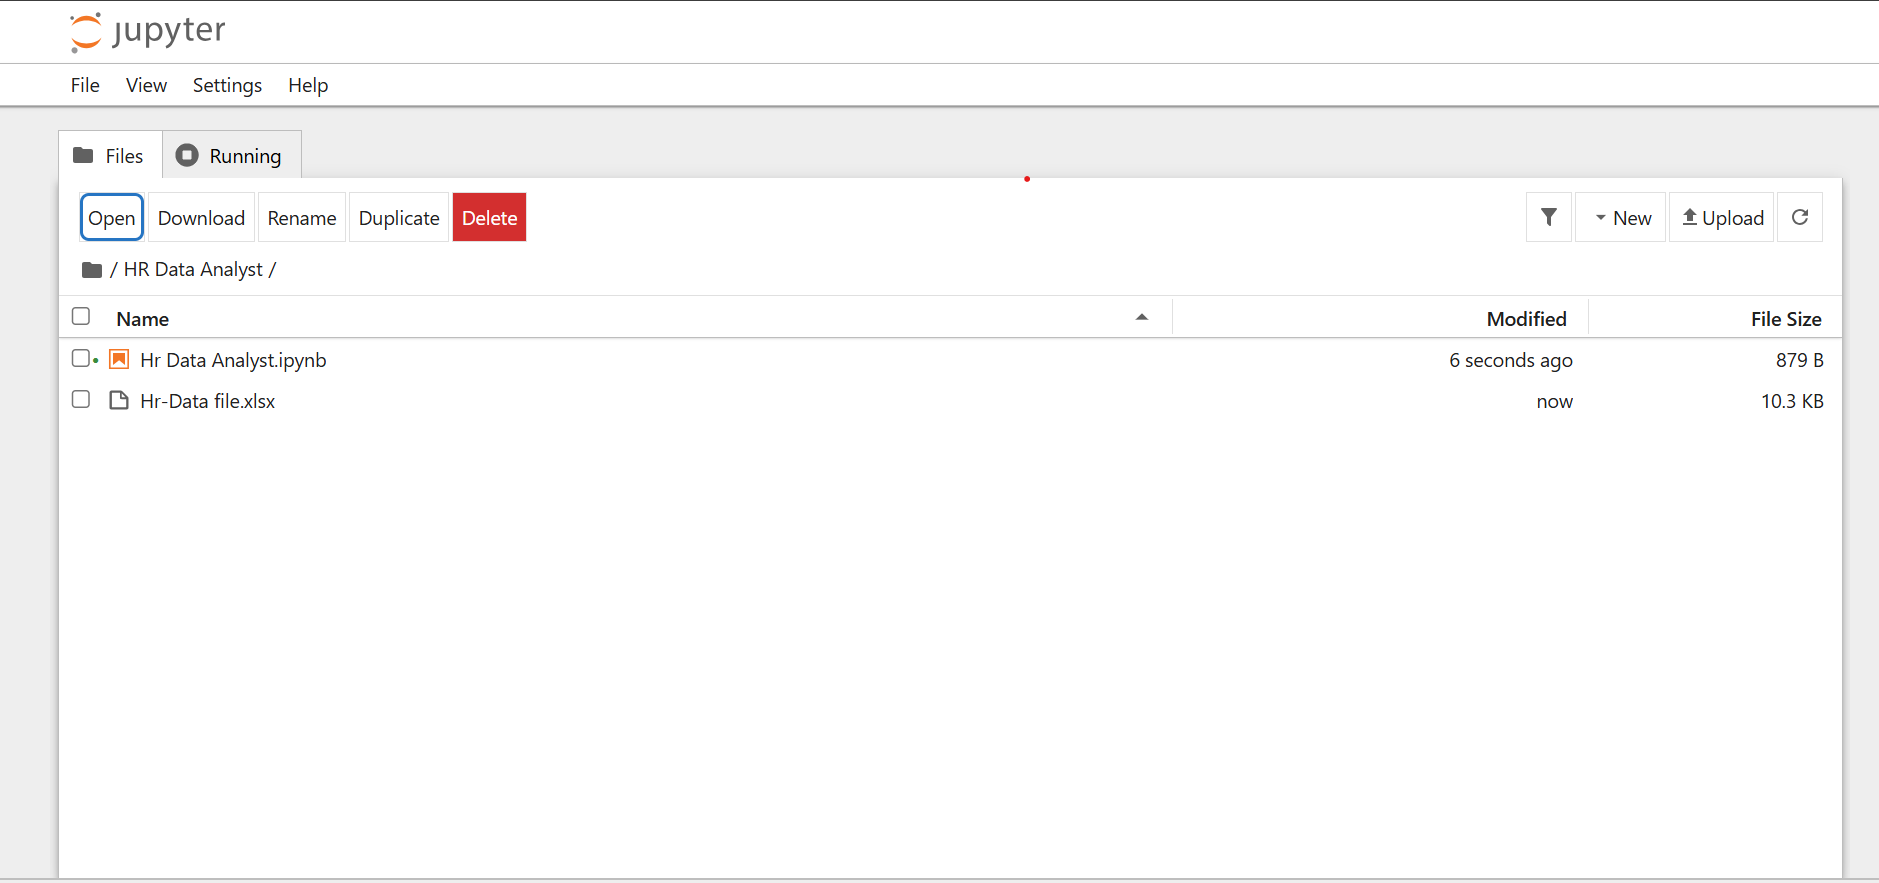 jupyter
File View Settings Help
Files Running
Open Download Rename Duplicate Delete New Upload
/ HR Data Analyst /
Name Modified File Size
Hr Data Analyst.ipynb 6 seconds ago 879 B
Hr-Data file.xlsx now 10.3 KB